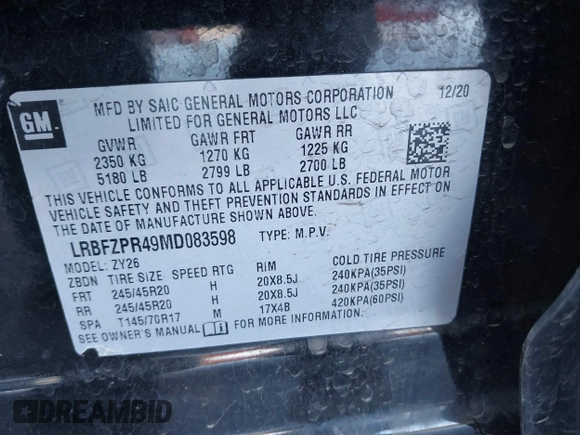 GM
MFD BY SAIC GENERAL MOTORS CORPORATION 12/20
LIMITED FOR GENERAL MOTORS LLC
GVWR GAWR FRT GAWR RR
2350 KG 1270 KG 1225 KG
5180 LB 2799 LB 2700 LB
THIS VEHICLE CONFORMS TO ALL APPLICABLE U.S. FEDERAL MOTOR
VEHICLE SAFETY AND THEFT PREVENTION STANDARDS IN EFFECT ON
THE DATE OF MANUFACTURE SHOWN ABOVE.
LRBFZPR49MD083598 TYPE: M.P.V.
MODEL: ZY26
ZBDN TIRE SIZE SPEED RTG RIM COLD TIRE PRESSURE
FRT 245/45R20 H 20X8.5J 240KPA(35PSI)
RR 245/45R20 H 20X8.5J 240KPA(35PSI)
SPA T145/70R17 M 17X4B 420KPA(60PSI)
SEE OWNER'S MANUAL FOR MORE INFORMATION
DREAMBID